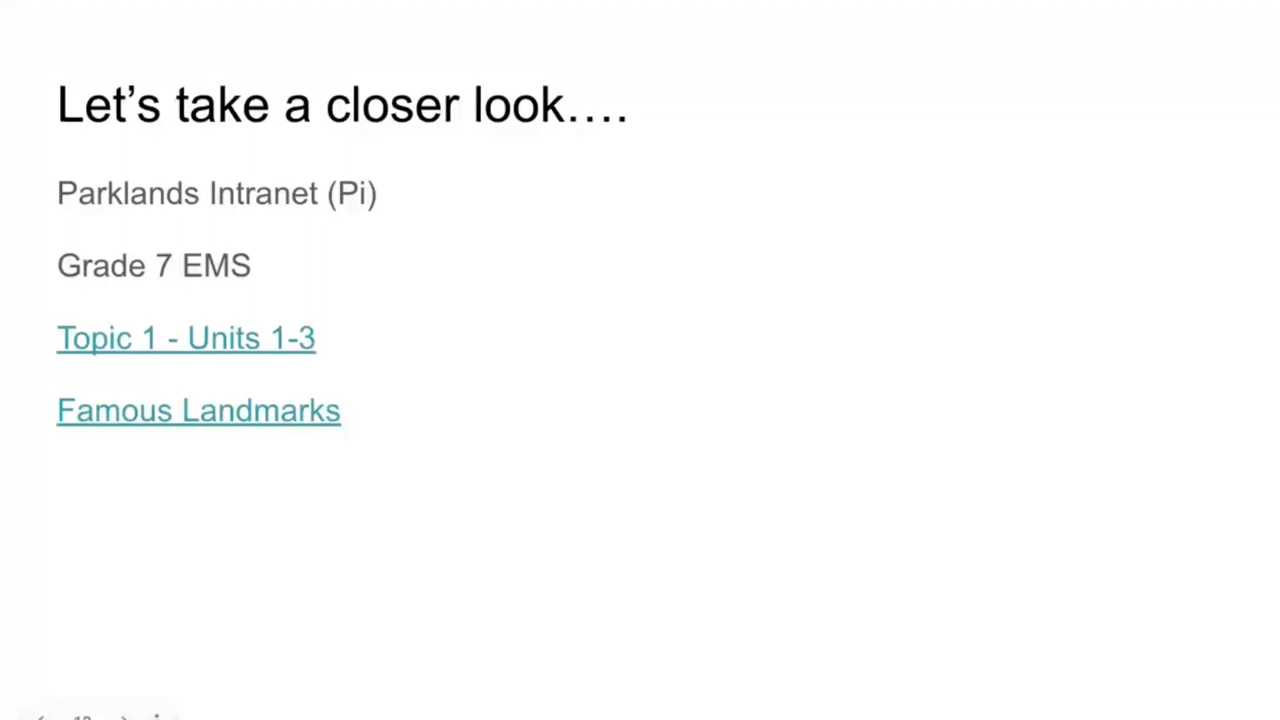 Let’s take a closer look….
Parklands Intranet (Pi)
Grade 7 EMS
Topic 1 - Units 1-3
Famous Landmarks